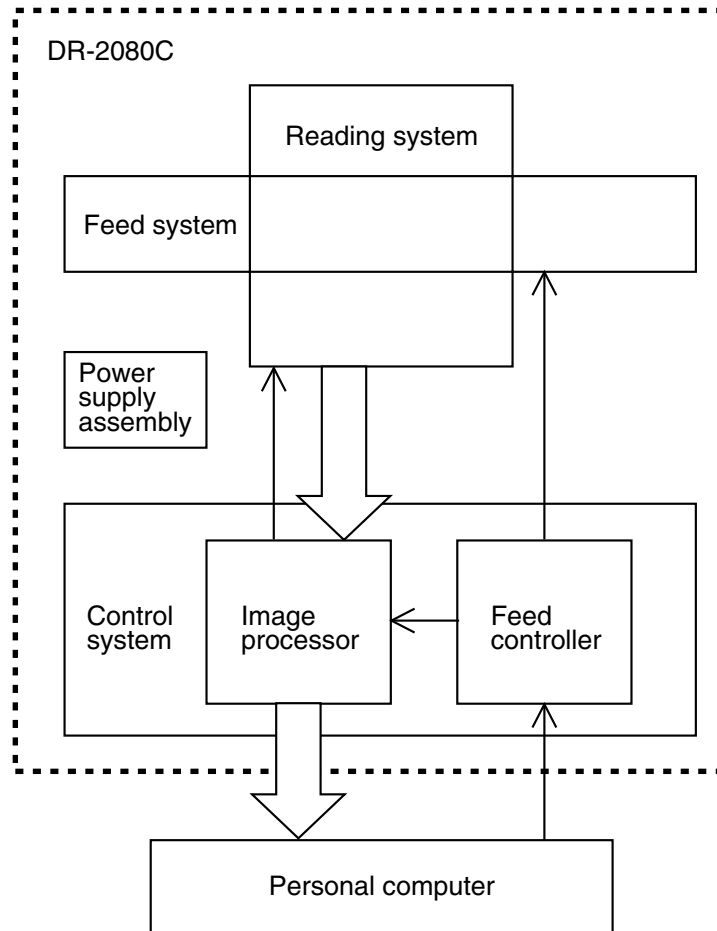 DR-2080C
Reading system
Feed system
Power
supply
assembly
Control
system
Image
processor
Feed
controller
Personal computer